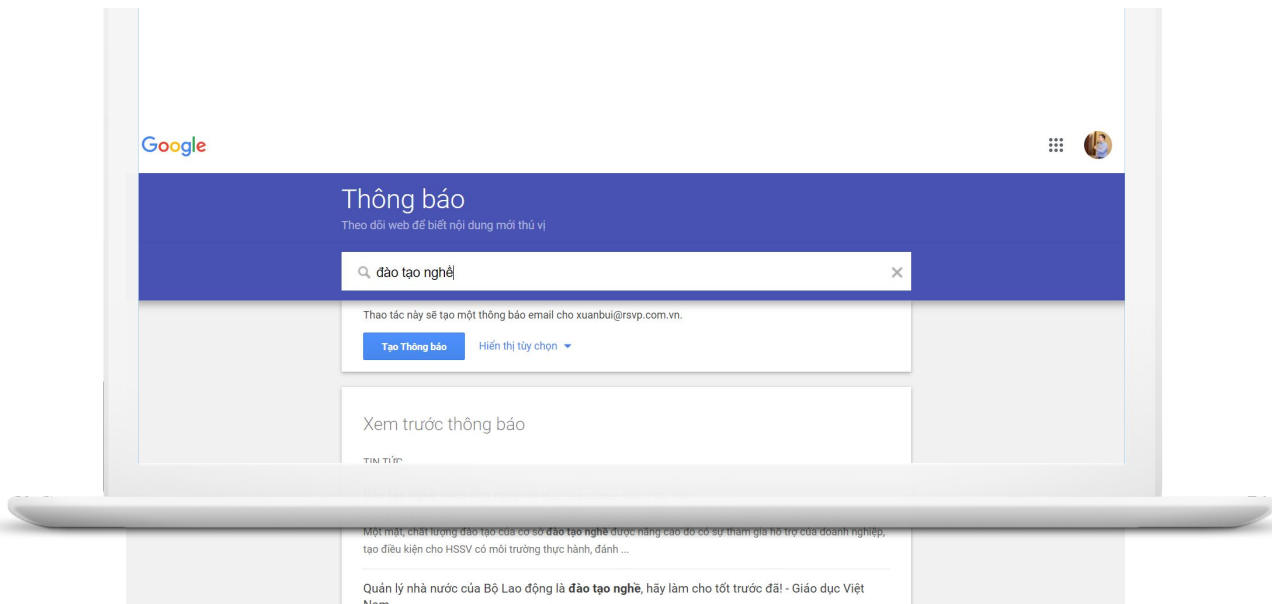 Google
Thông báo
Theo dõi web để biết nội dung mới thú vị
đào tạo nghề
Thao tác này sẽ tạo một thông báo email cho xuanbui@rsvp.com.vn.
Tạo Thông báo Hiển thị tùy chọn
Xem trước thông báo
TIN TỨC
Một mặt, chất lượng đào tạo của cơ sở đào tạo nghề được nâng cao do có sự tham gia hỗ trợ của doanh nghiệp,
tạo điều kiện cho HSSV có môi trường thực hành, đánh ...
Quản lý nhà nước của Bộ Lao động là đào tạo nghề, hãy làm cho tốt trước đã! - Giáo dục Việt
Nam